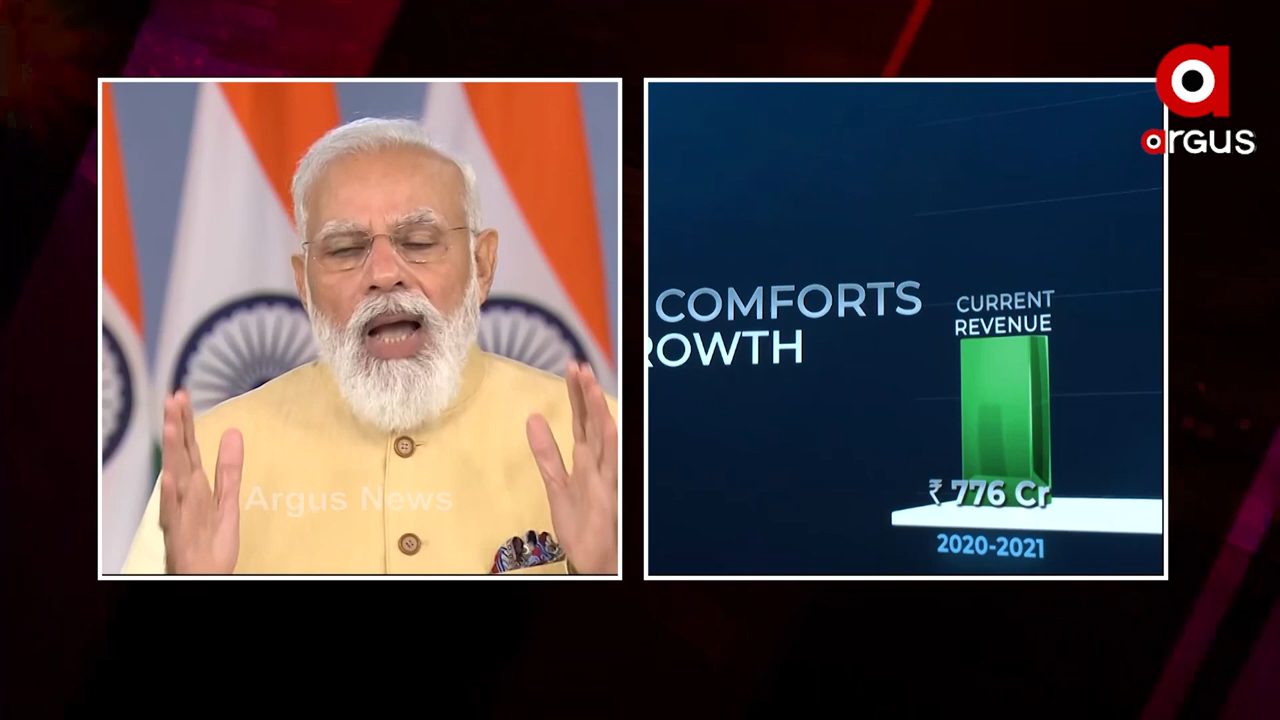 argus
Argus News
COMFORTS
ROWTH
CURRENT
REVENUE
₹ 776 Cr
2020-2021